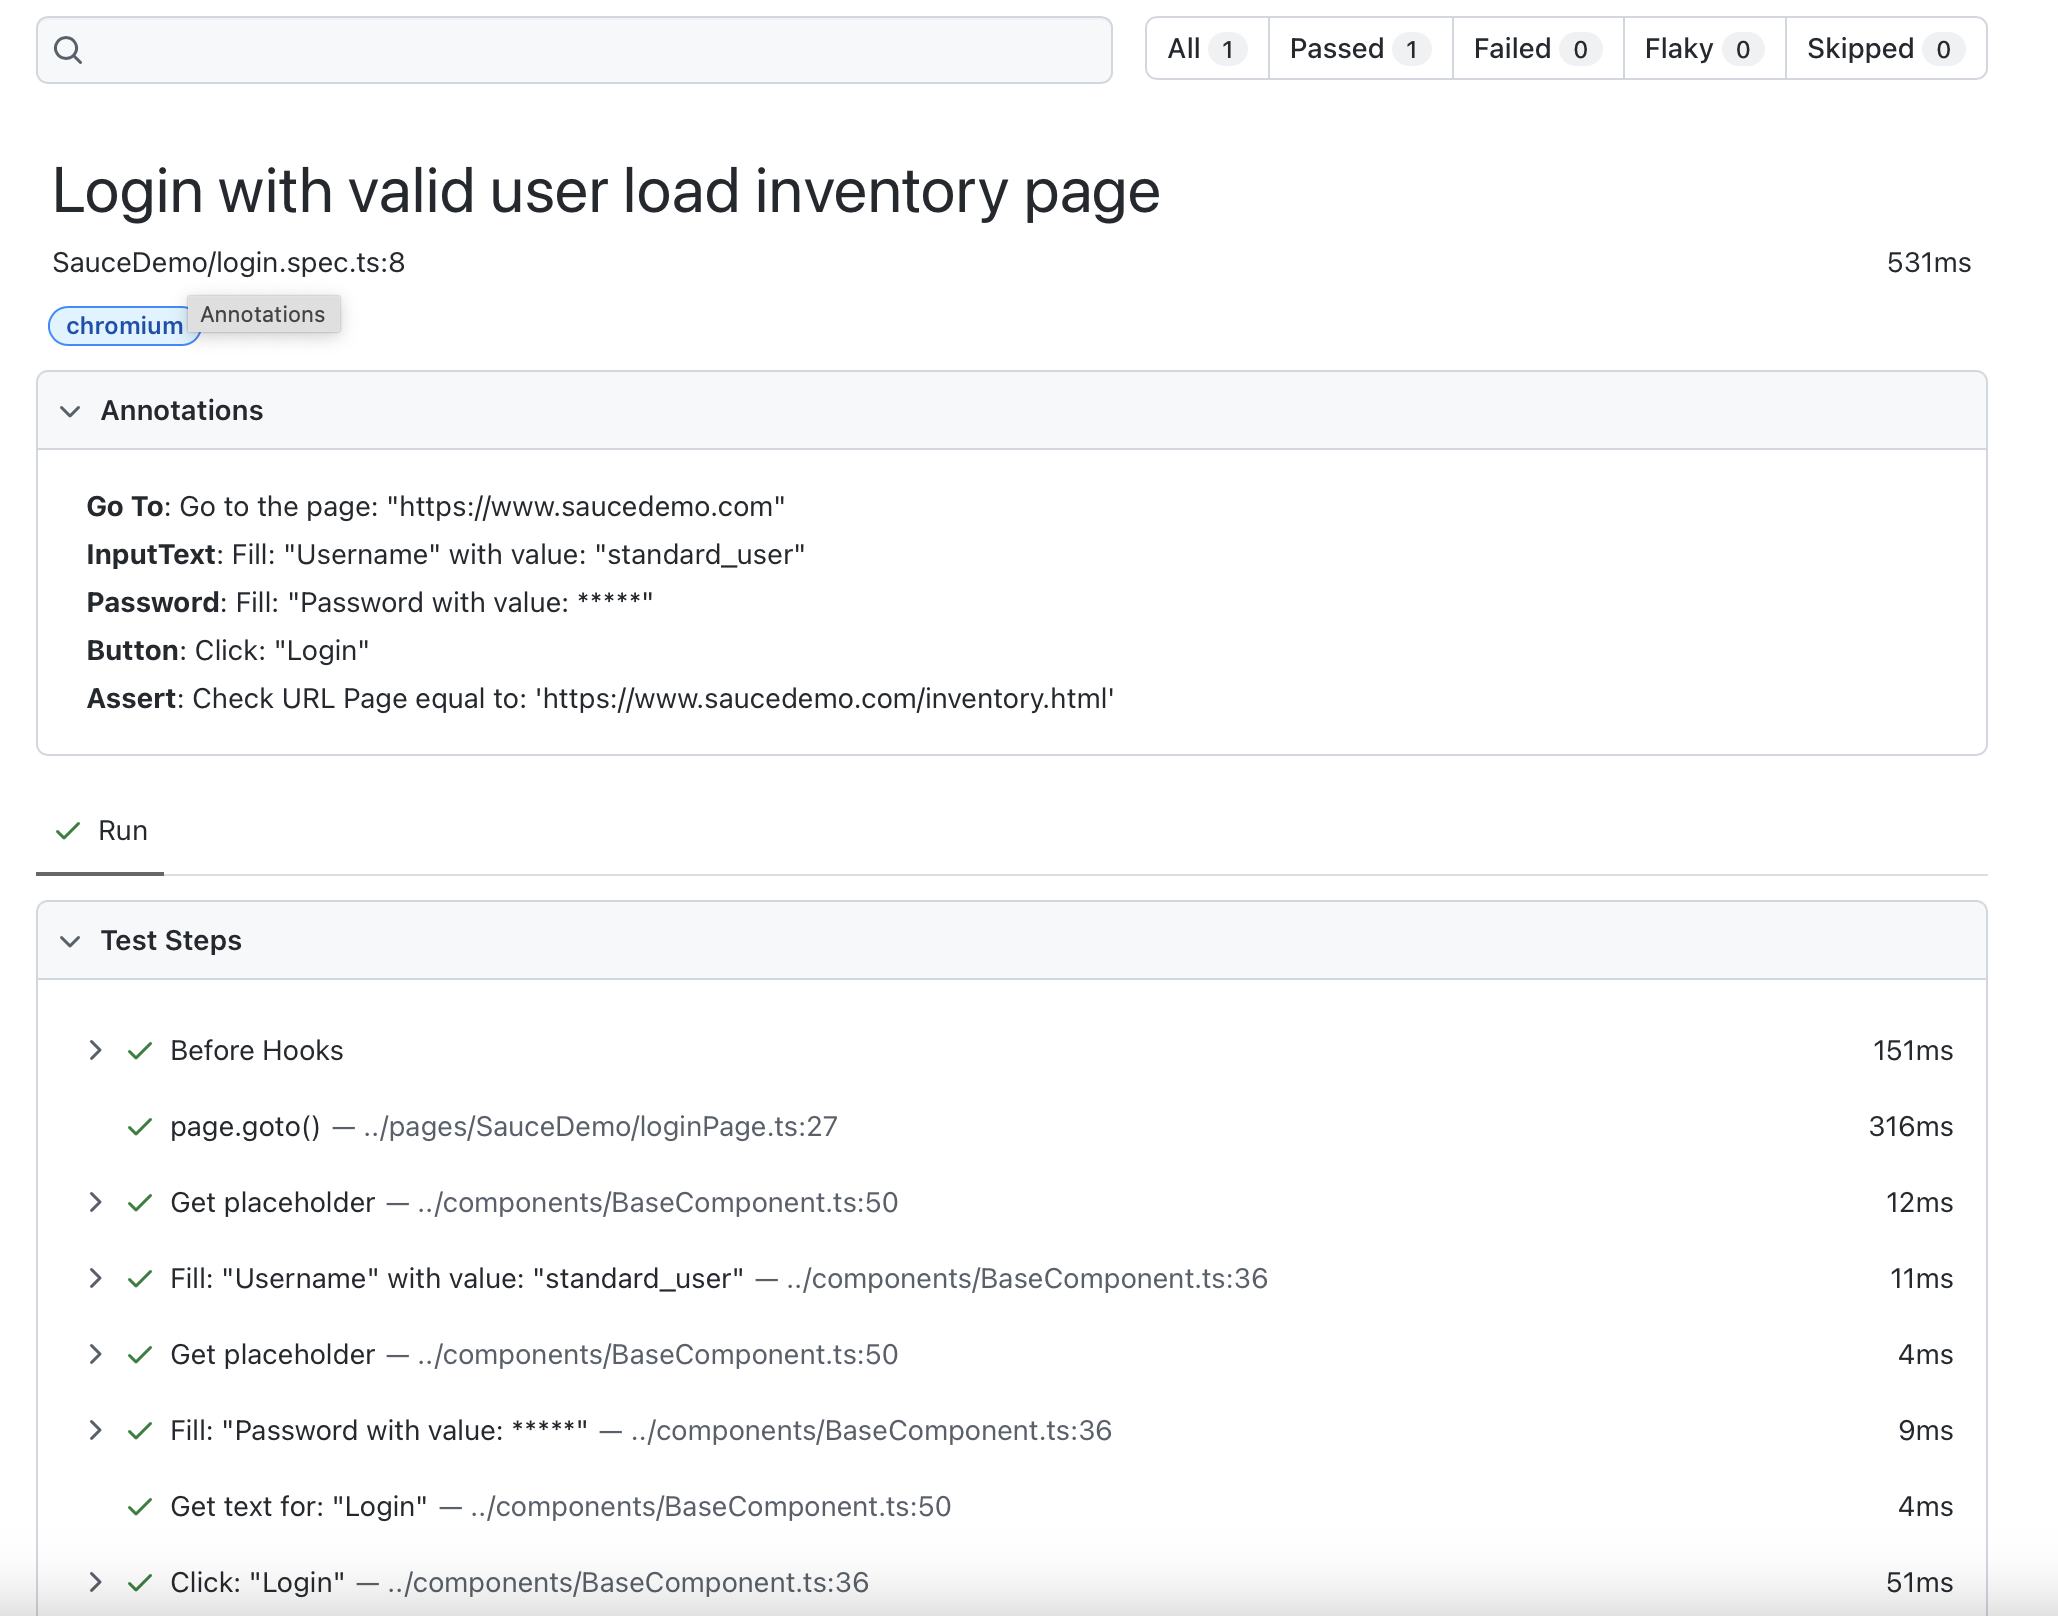 All 1 Passed 1 Failed 0 Flaky 0 Skipped 0
Login with valid user load inventory page
SauceDemo/login.spec.ts:8 531ms
chromium Annotations
Annotations
Go To: Go to the page: "https://www.saucedemo.com"
InputText: Fill: "Username" with value: "standard_user"
Password: Fill: "Password with value: *****"
Button: Click: "Login"
Assert: Check URL Page equal to: 'https://www.saucedemo.com/inventory.html'
Run
Test Steps
Before Hooks 151ms
page.goto() — ../pages/SauceDemo/loginPage.ts:27 316ms
Get placeholder — ../components/BaseComponent.ts:50 12ms
Fill: "Username" with value: "standard_user" — ../components/BaseComponent.ts:36 11ms
Get placeholder — ../components/BaseComponent.ts:50 4ms
Fill: "Password with value: *****" — ../components/BaseComponent.ts:36 9ms
Get text for: "Login" — ../components/BaseComponent.ts:50 4ms
Click: "Login" — ../components/BaseComponent.ts:36 51ms